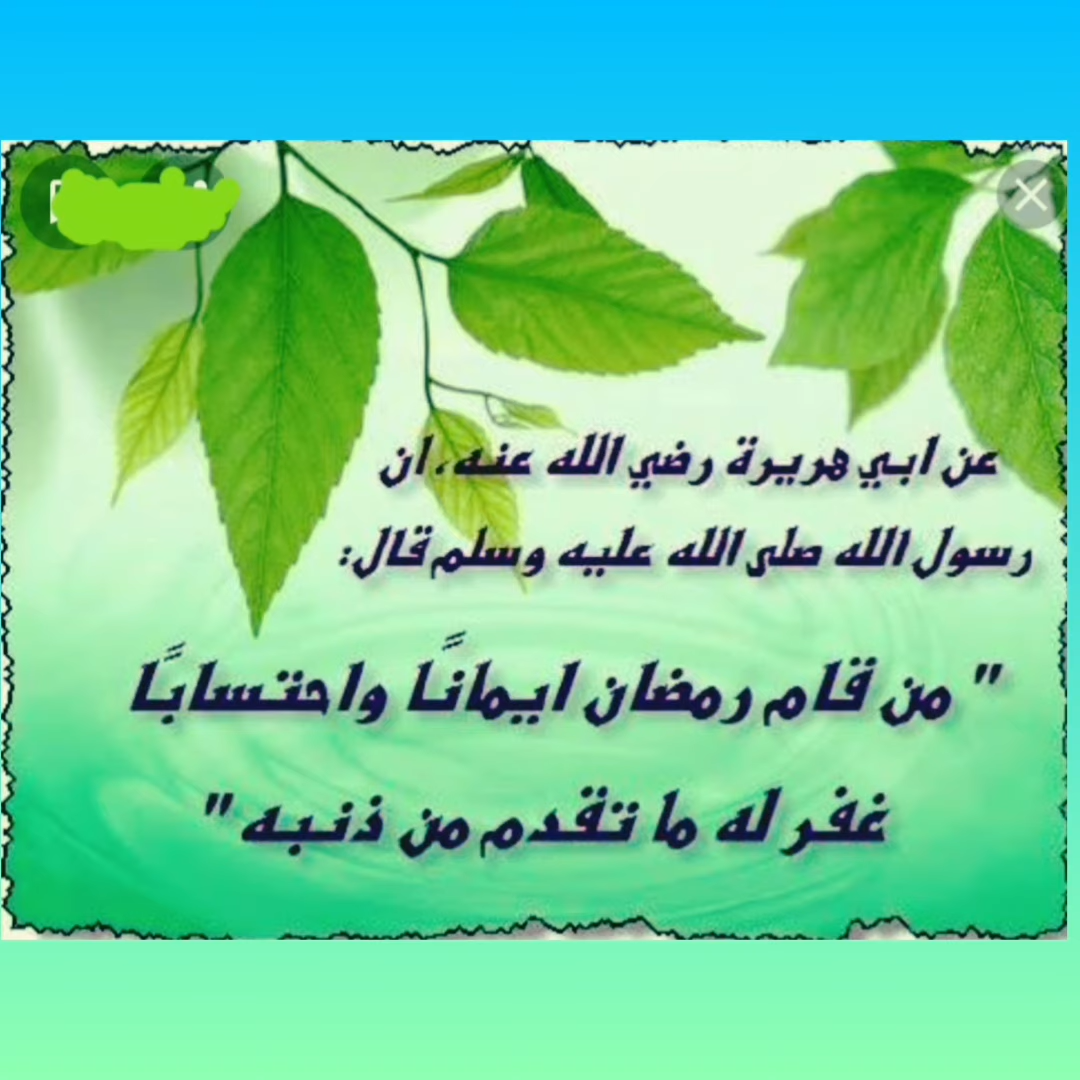 عن ابي هريرة رضي الله عنه، ان
رسول الله صلى الله عليه وسلم قال:
" من قام رمضان ايمانًا واحتسابًا
غفر له ما تقدم من ذنبه "